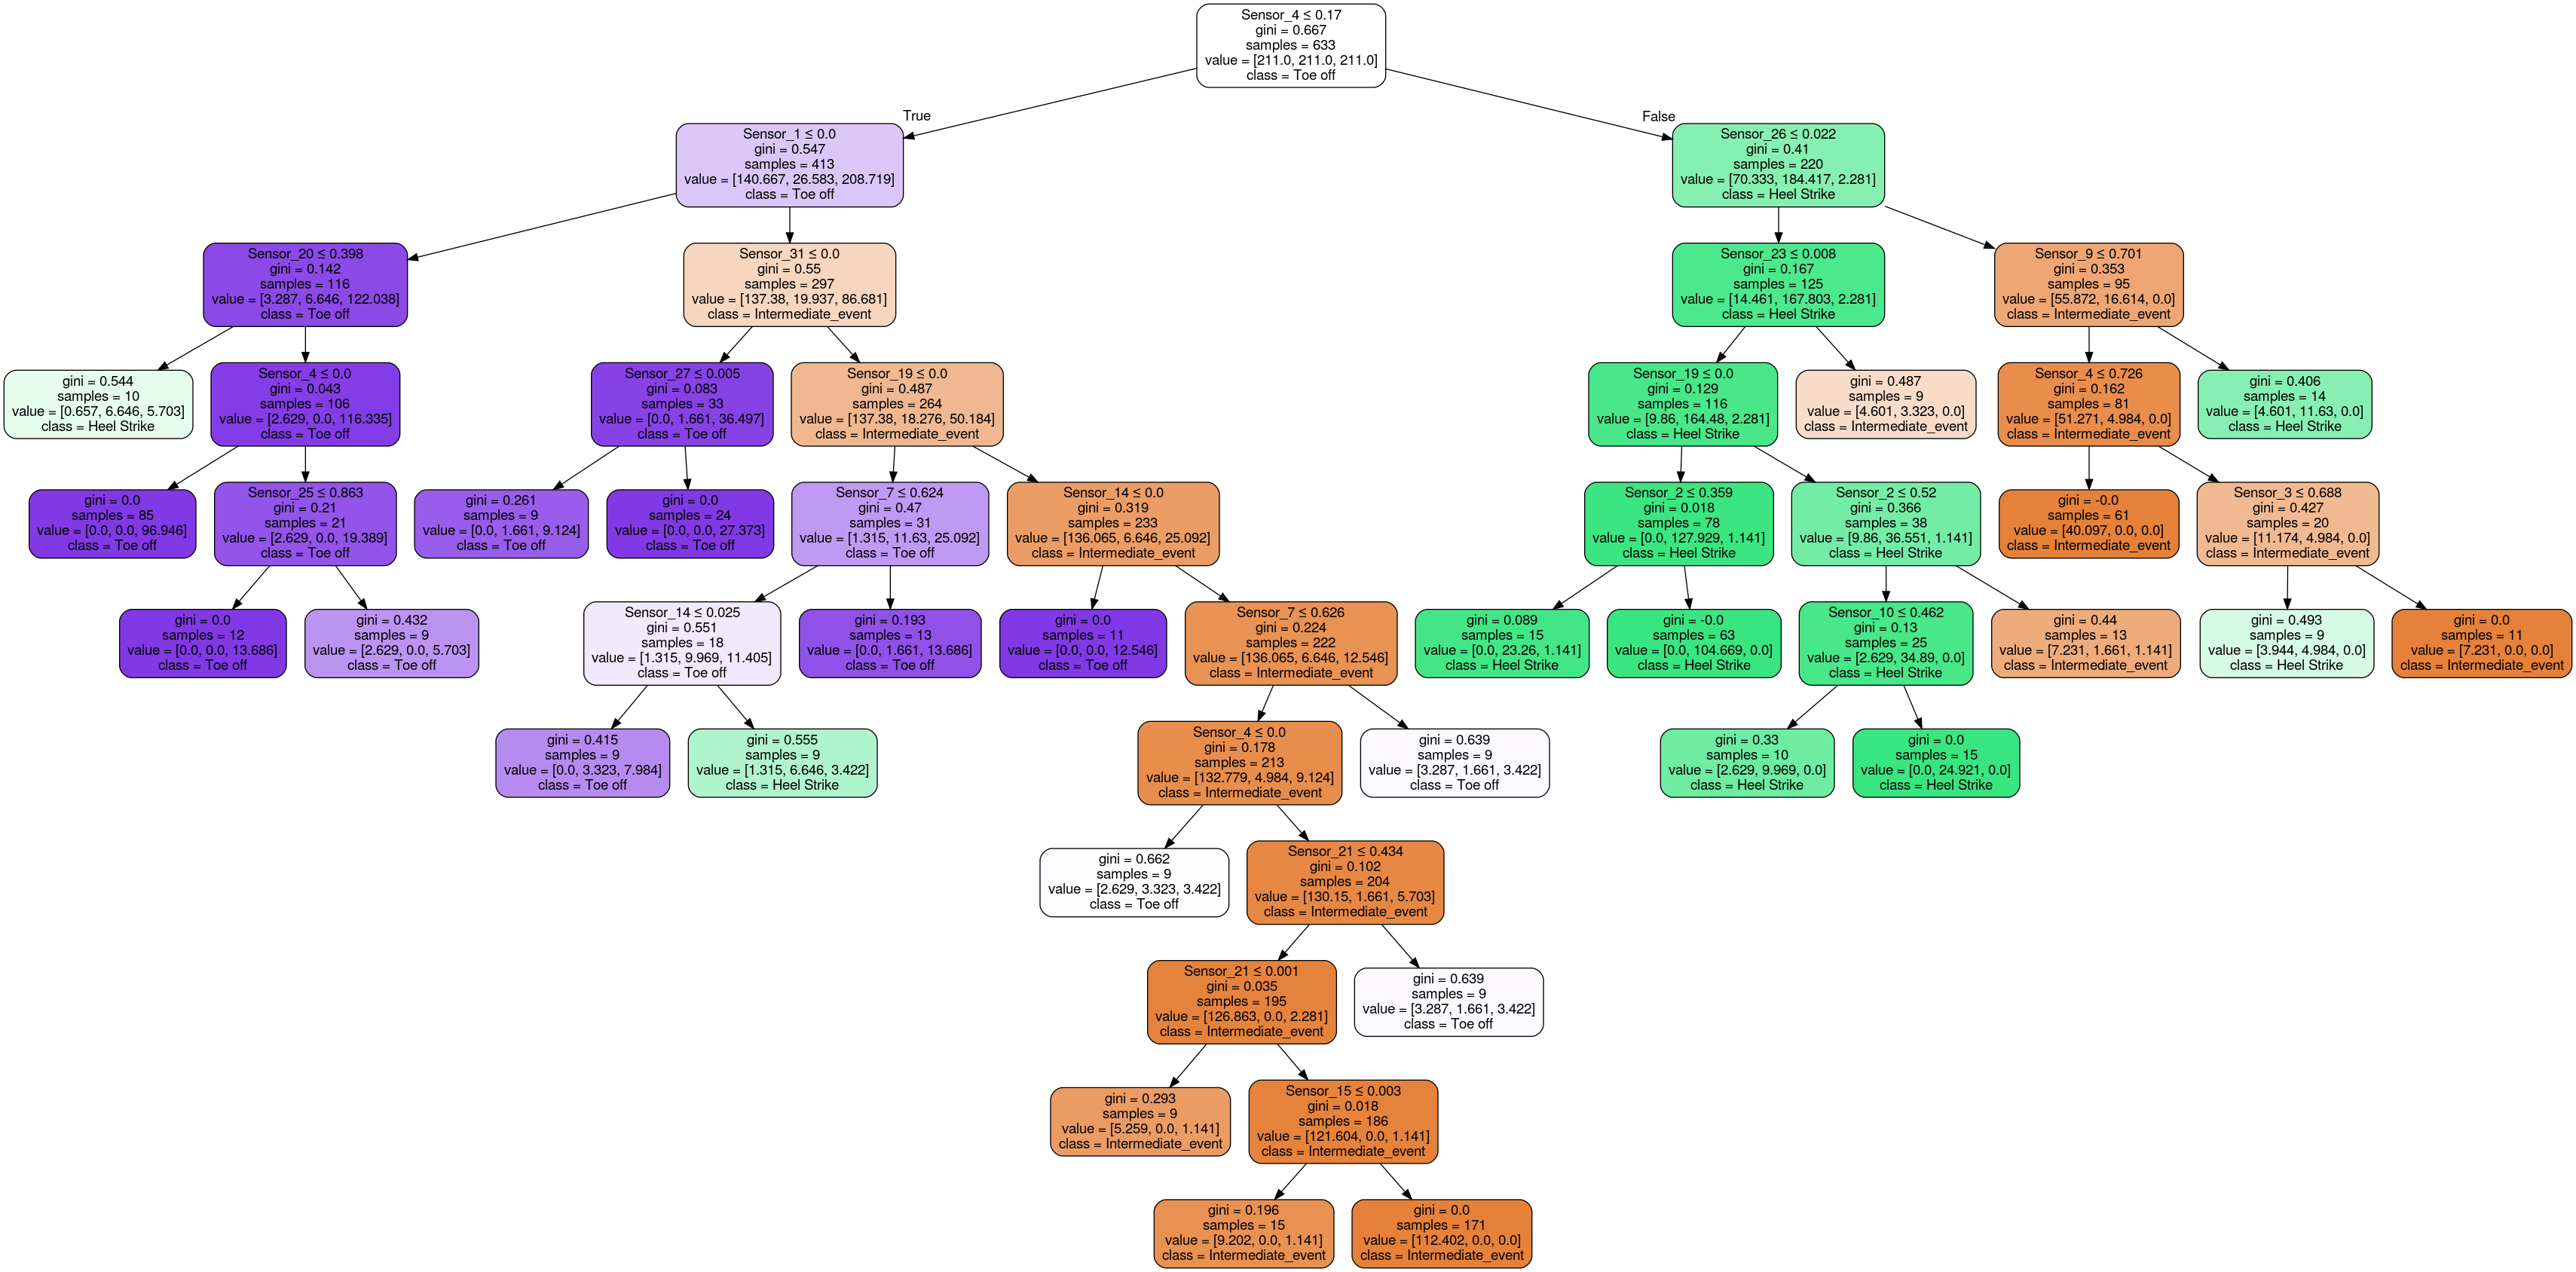 Sensor_4 ≤ 0.17
gini = 0.667
samples = 633
value = [211.0, 211.0, 211.0]
class = Toe off
True
False
Sensor_1 ≤ 0.0
gini = 0.547
samples = 413
value = [140.667, 26.583, 208.719]
class = Toe off
Sensor_26 ≤ 0.022
gini = 0.41
samples = 220
value = [70.333, 184.417, 2.281]
class = Heel Strike
Sensor_20 ≤ 0.398
gini = 0.142
samples = 116
value = [3.287, 6.646, 122.038]
class = Toe off
Sensor_31 ≤ 0.0
gini = 0.55
samples = 297
value = [137.38, 19.937, 86.681]
class = Intermediate_event
Sensor_23 ≤ 0.008
gini = 0.167
samples = 125
value = [14.461, 167.803, 2.281]
class = Heel Strike
Sensor_9 ≤ 0.701
gini = 0.353
samples = 95
value = [55.872, 16.614, 0.0]
class = Intermediate_event
gini = 0.544
samples = 10
value = [0.657, 6.646, 5.703]
class = Heel Strike
Sensor_4 ≤ 0.0
gini = 0.043
samples = 106
value = [2.629, 0.0, 116.335]
class = Toe off
Sensor_27 ≤ 0.005
gini = 0.083
samples = 33
value = [0.0, 1.661, 36.497]
class = Toe off
Sensor_19 ≤ 0.0
gini = 0.487
samples = 264
value = [137.38, 18.276, 50.184]
class = Intermediate_event
Sensor_19 ≤ 0.0
gini = 0.129
samples = 116
value = [9.86, 164.48, 2.281]
class = Heel Strike
gini = 0.487
samples = 9
value = [4.601, 3.323, 0.0]
class = Intermediate_event
Sensor_4 ≤ 0.726
gini = 0.162
samples = 81
value = [51.271, 4.984, 0.0]
class = Intermediate_event
gini = 0.406
samples = 14
value = [4.601, 11.63, 0.0]
class = Heel Strike
gini = 0.0
samples = 85
value = [0.0, 0.0, 96.946]
class = Toe off
Sensor_25 ≤ 0.863
gini = 0.21
samples = 21
value = [2.629, 0.0, 19.389]
class = Toe off
gini = 0.261
samples = 9
value = [0.0, 1.661, 9.124]
class = Toe off
gini = 0.0
samples = 24
value = [0.0, 0.0, 27.373]
class = Toe off
Sensor_7 ≤ 0.624
gini = 0.47
samples = 31
value = [1.315, 11.63, 25.092]
class = Toe off
Sensor_14 ≤ 0.0
gini = 0.319
samples = 233
value = [136.065, 6.646, 25.092]
class = Intermediate_event
Sensor_2 ≤ 0.359
gini = 0.018
samples = 78
value = [0.0, 127.929, 1.141]
class = Heel Strike
Sensor_2 ≤ 0.52
gini = 0.366
samples = 38
value = [9.86, 36.551, 1.141]
class = Heel Strike
gini = -0.0
samples = 61
value = [40.097, 0.0, 0.0]
class = Intermediate_event
Sensor_3 ≤ 0.688
gini = 0.427
samples = 20
value = [11.174, 4.984, 0.0]
class = Intermediate_event
gini = 0.0
samples = 12
value = [0.0, 0.0, 13.686]
class = Toe off
gini = 0.432
samples = 9
value = [2.629, 0.0, 5.703]
class = Toe off
Sensor_14 ≤ 0.025
gini = 0.551
samples = 18
value = [1.315, 9.969, 11.405]
class = Toe off
gini = 0.193
samples = 13
value = [0.0, 1.661, 13.686]
class = Toe off
gini = 0.0
samples = 11
value = [0.0, 0.0, 12.546]
class = Toe off
Sensor_7 ≤ 0.626
gini = 0.224
samples = 222
value = [136.065, 6.646, 12.546]
class = Intermediate_event
gini = 0.089
samples = 15
value = [0.0, 23.26, 1.141]
class = Heel Strike
gini = -0.0
samples = 63
value = [0.0, 104.669, 0.0]
class = Heel Strike
Sensor_10 ≤ 0.462
gini = 0.13
samples = 25
value = [2.629, 34.89, 0.0]
class = Heel Strike
gini = 0.44
samples = 13
value = [7.231, 1.661, 1.141]
class = Intermediate_event
gini = 0.493
samples = 9
value = [3.944, 4.984, 0.0]
class = Heel Strike
gini = 0.0
samples = 11
value = [7.231, 0.0, 0.0]
class = Intermediate_event
gini = 0.415
samples = 9
value = [0.0, 3.323, 7.984]
class = Toe off
gini = 0.555
samples = 9
value = [1.315, 6.646, 3.422]
class = Heel Strike
Sensor_4 ≤ 0.0
gini = 0.178
samples = 213
value = [132.779, 4.984, 9.124]
class = Intermediate_event
gini = 0.639
samples = 9
value = [3.287, 1.661, 3.422]
class = Toe off
gini = 0.33
samples = 10
value = [2.629, 9.969, 0.0]
class = Heel Strike
gini = 0.0
samples = 15
value = [0.0, 24.921, 0.0]
class = Heel Strike
gini = 0.662
samples = 9
value = [2.629, 3.323, 3.422]
class = Toe off
Sensor_21 ≤ 0.434
gini = 0.102
samples = 204
value = [130.15, 1.661, 5.703]
class = Intermediate_event
Sensor_21 ≤ 0.001
gini = 0.035
samples = 195
value = [126.863, 0.0, 2.281]
class = Intermediate_event
gini = 0.639
samples = 9
value = [3.287, 1.661, 3.422]
class = Toe off
gini = 0.293
samples = 9
value = [5.259, 0.0, 1.141]
class = Intermediate_event
Sensor_15 ≤ 0.003
gini = 0.018
samples = 186
value = [121.604, 0.0, 1.141]
class = Intermediate_event
gini = 0.196
samples = 15
value = [9.202, 0.0, 1.141]
class = Intermediate_event
gini = 0.0
samples = 171
value = [112.402, 0.0, 0.0]
class = Intermediate_event